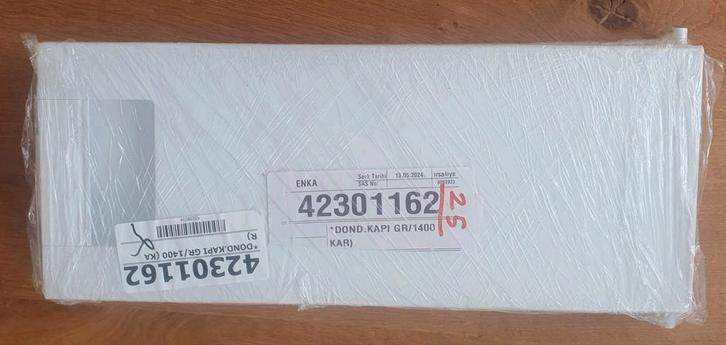 ENKA Sevk Tarihi 13.05.2024. irsaliye
SAS No:
42301162
25
*DOND.KAPI GR/1400
KAR)
42301162
*DOND.KAPI GR/1400 (KA
R)